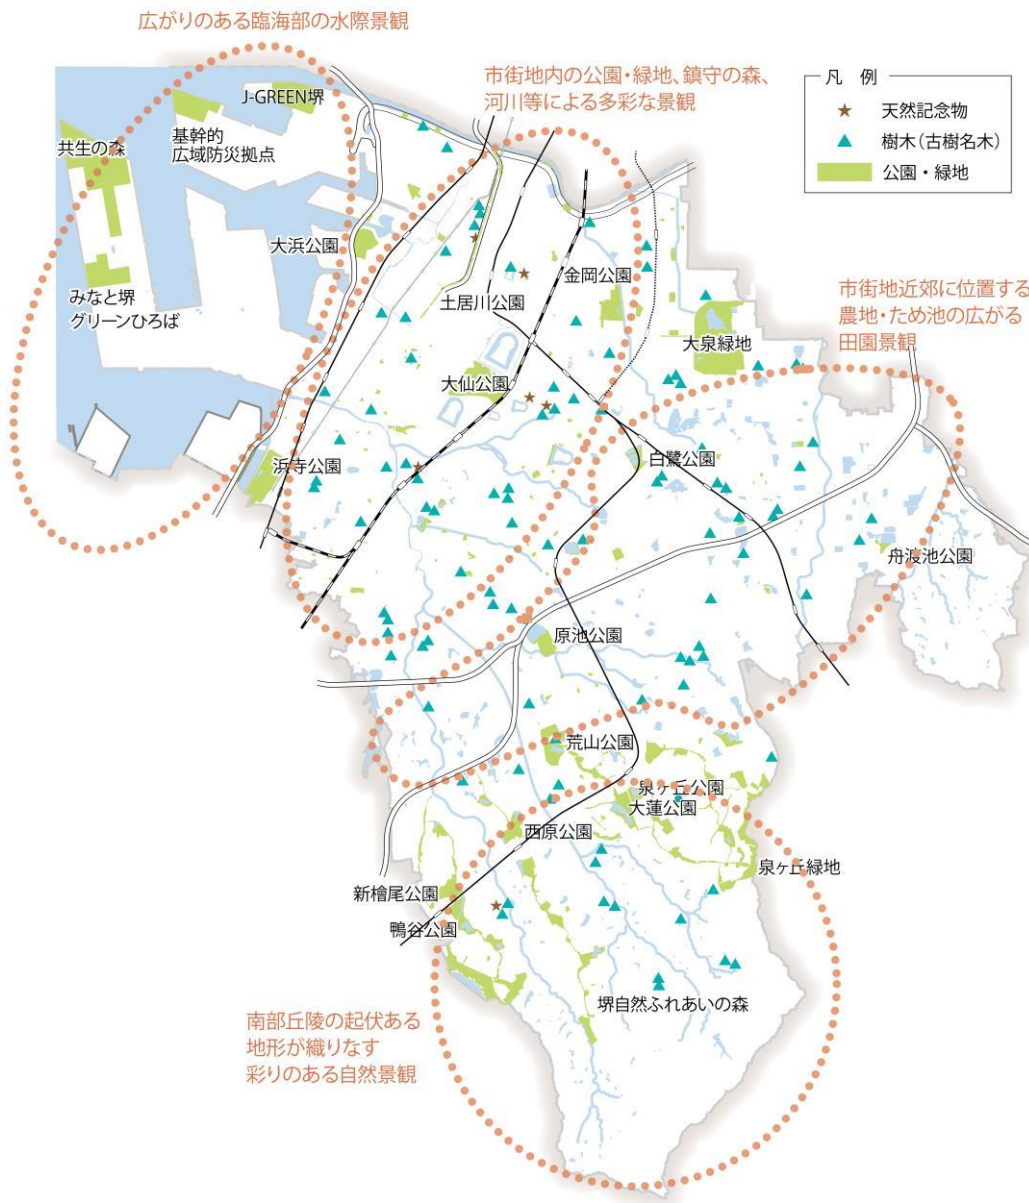 広がりのある臨海部の水際景観
市街地内の公園・緑地、鎮守の森、
河川等による多彩な景観
凡 例
天然記念物
樹木(古樹名木)
公園・緑地
J-GREEN堺
基幹的
広域防災拠点
共生の森
大浜公園
みなと堺
グリーンひろば
土居川公園
金岡公園
大泉緑地
市街地近郊に位置する
農地・ため池の広がる
田園景観
大仙公園
浜寺公園
白鷺公園
舟渡池公園
原池公園
荒山公園
泉ヶ丘公園
大蓮公園
西原公園
泉ヶ丘緑地
新檜尾公園
鴨谷公園
堺自然ふれあいの森
南部丘陵の起伏ある
地形が織りなす
彩りのある自然景観